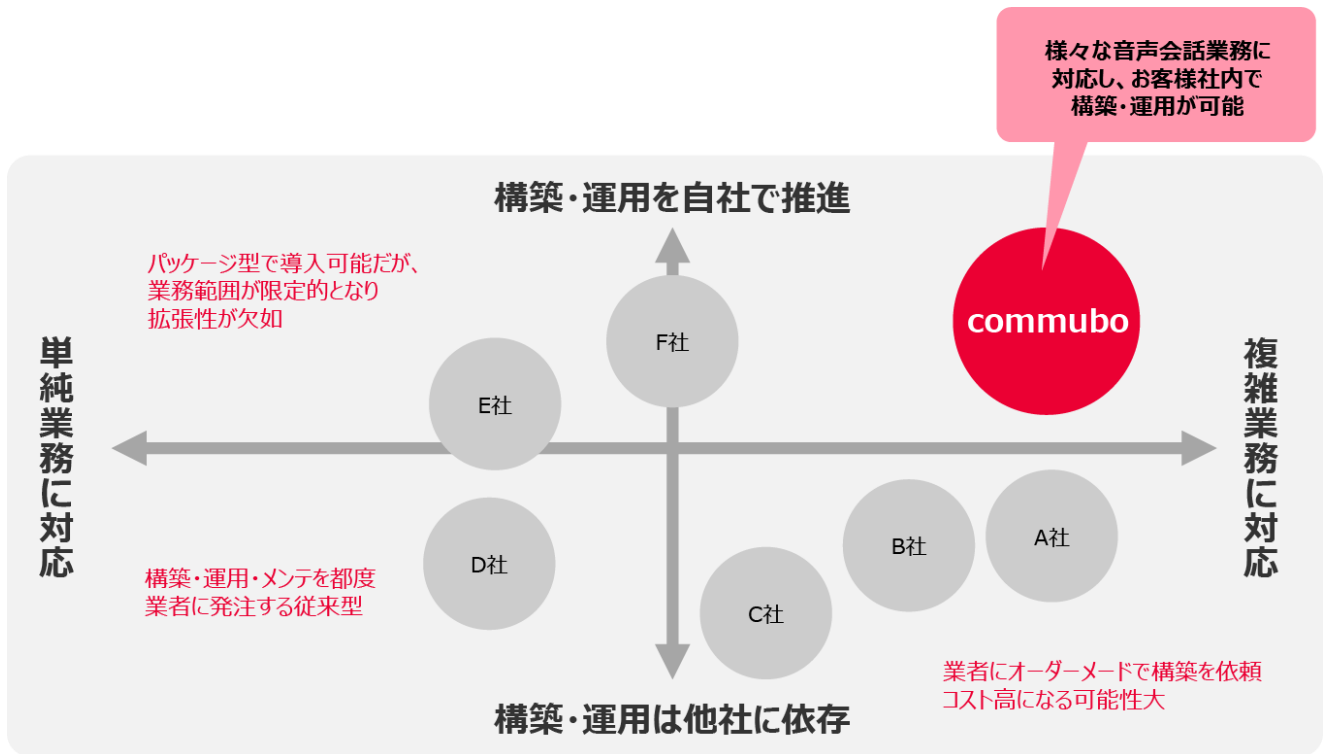 様々な音声会話業務に
対応し、お客様社内で
構築・運用が可能
構築・運用を自社で推進
パッケージ型で導入可能だが、
業務範囲が限定的となり
拡張性が欠如
commubo
F社
E社
単純業務に対応
複雑業務に対応
A社
B社
D社
C社
構築・運用・メンテを都度
業者に発注する従来型
業者にオーダーメードで構築を依頼
コスト高になる可能性大
構築・運用は他社に依存